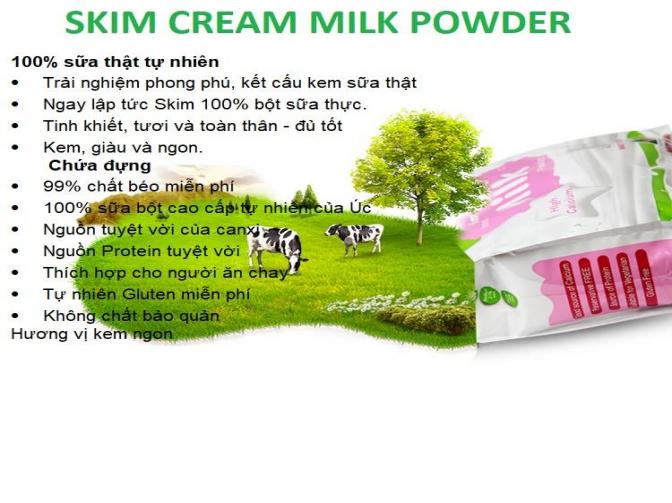 SKIM CREAM MILK POWDER
100% sữa thật tự nhiên
• Trải nghiệm phong phú, kết cấu kem sữa thật
• Ngay lập tức Skim 100% bột sữa thực.
• Tinh khiết, tươi và toàn thân - đủ tốt
• Kem, giàu và ngon.
Chứa đựng
• 99% chất béo miễn phí
• 100% sữa bột cao cấp tự nhiên của Úc
• Nguồn tuyệt vời của canxi
• Nguồn Protein tuyệt vời
• Thích hợp cho người ăn chay
• Tự nhiên Gluten miễn phí
• Không chất bảo quản
Hương vị kem ngon
Milk
High
Calcium
source of Calcium
Preservative FREE
Source of Protein
for Vegetarian
Gluten Free